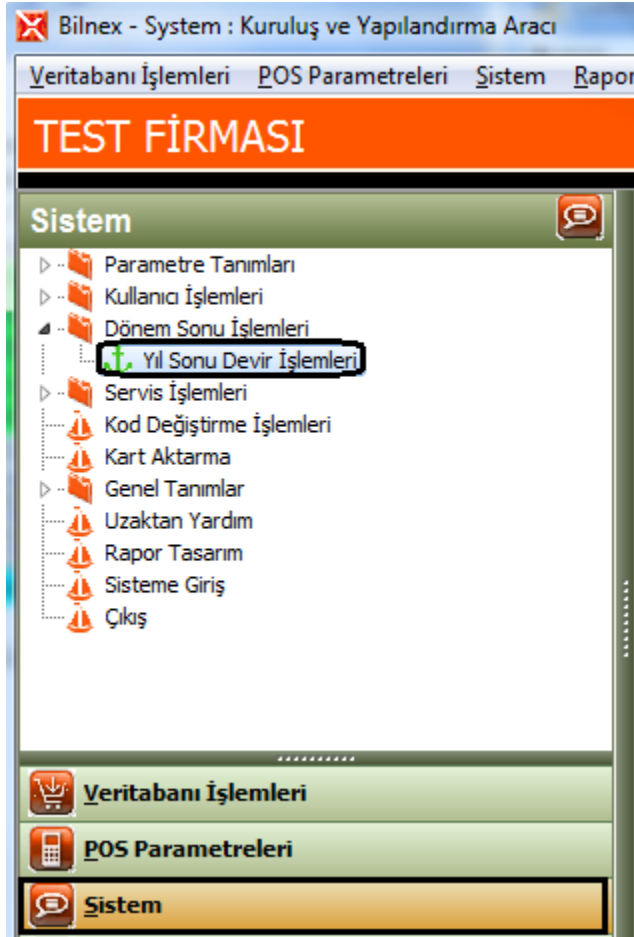 Bilnex - System : Kuruluş ve Yapılandırma Aracı
Veritabanı İşlemleri POS Parametreleri Sistem Rapor
TEST FİRMASI
Sistem
Parametre Tanımları
Kullanıcı İşlemleri
Dönem Sonu İşlemleri
Yıl Sonu Devir İşlemleri
Servis İşlemleri
Kod Değiştirme İşlemleri
Kart Aktarma
Genel Tanımlar
Uzaktan Yardım
Rapor Tasarım
Sisteme Giriş
Çıkış
Veritabanı İşlemleri
POS Parametreleri
Sistem